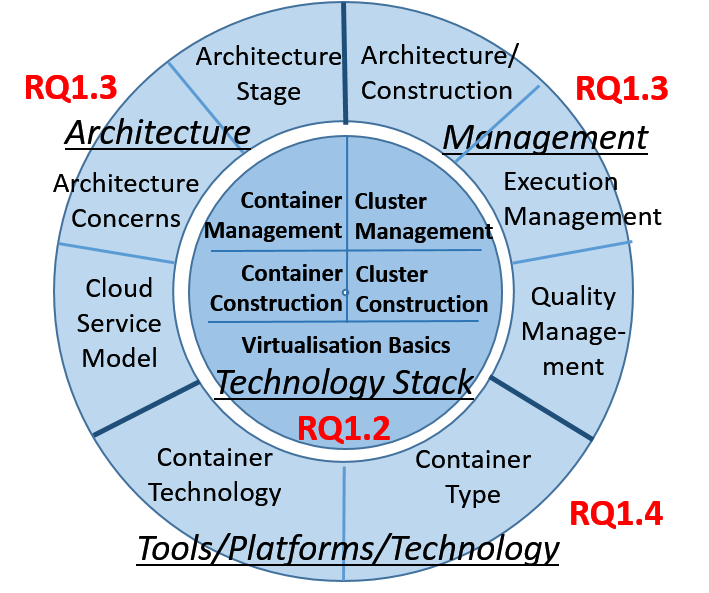 Architecture
Stage
Architecture/
Construction
RQ1.3
RQ1.3
Architecture
Management
Architecture
Concerns
Execution
Management
Container
Management
Cluster
Management
Container
Construction
Cluster
Construction
Cloud
Service
Model
Quality
Manage-
ment
Virtualisation Basics
Technology Stack
RQ1.2
Container
Technology
Container
Type
RQ1.4
Tools/Platforms/Technology